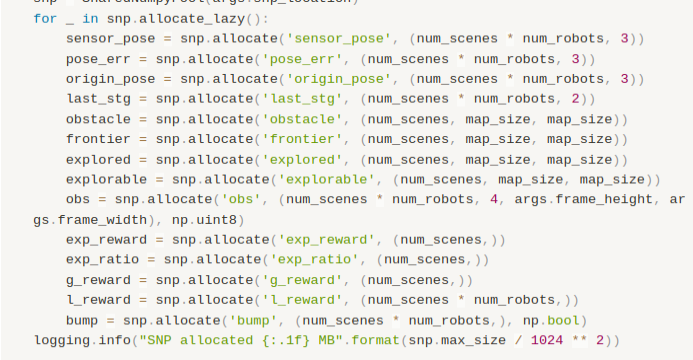 snp = SharedNumpyPool(args.snp_location)
for _ in snp.allocate_lazy():
    sensor_pose = snp.allocate('sensor_pose', (num_scenes * num_robots, 3))
    pose_err = snp.allocate('pose_err', (num_scenes * num_robots, 3))
    origin_pose = snp.allocate('origin_pose', (num_scenes * num_robots, 3))
    last_stg = snp.allocate('last_stg', (num_scenes * num_robots, 2))
    obstacle = snp.allocate('obstacle', (num_scenes, map_size, map_size))
    frontier = snp.allocate('frontier', (num_scenes, map_size, map_size))
    explored = snp.allocate('explored', (num_scenes, map_size, map_size))
    explorable = snp.allocate('explorable', (num_scenes, map_size, map_size))
    obs = snp.allocate('obs', (num_scenes * num_robots, 4, args.frame_height, ar
gs.frame_width), np.uint8)
    exp_reward = snp.allocate('exp_reward', (num_scenes,))
    exp_ratio = snp.allocate('exp_ratio', (num_scenes,))
    g_reward = snp.allocate('g_reward', (num_scenes,))
    l_reward = snp.allocate('l_reward', (num_scenes * num_robots,))
    bump = snp.allocate('bump', (num_scenes * num_robots,), np.bool)
logging.info("SNP allocated {:.1f} MB".format(snp.max_size / 1024 ** 2))